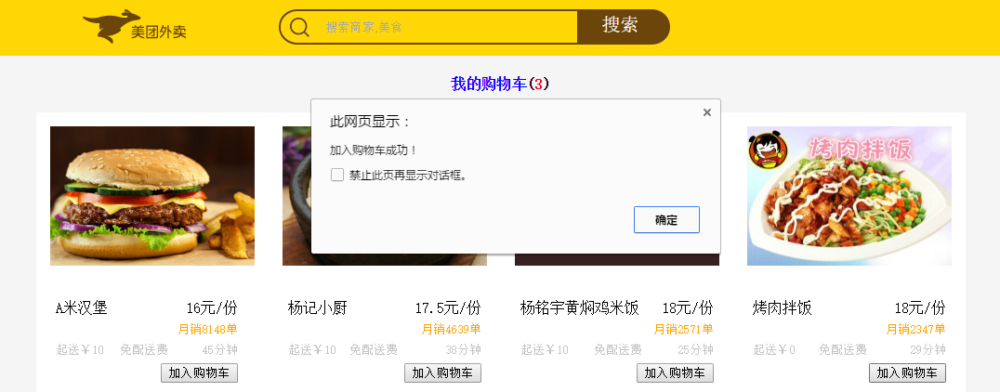 美团外卖
搜索商家,美食
搜索
我的购物车(3)
此网页显示：
×
加入购物车成功！
禁止此页再显示对话框。
确定
烤肉拌饭
A米汉堡 16元/份
月销8148单
起送￥10 免配送费 45分钟
加入购物车
杨记小厨 17.5元/份
月销4639单
起送￥10 免配送费 38分钟
加入购物车
杨铭宇黄焖鸡米饭 18元/份
月销2571单
起送￥10 免配送费 25分钟
加入购物车
烤肉拌饭 18元/份
月销2347单
起送￥0 免配送费 29分钟
加入购物车